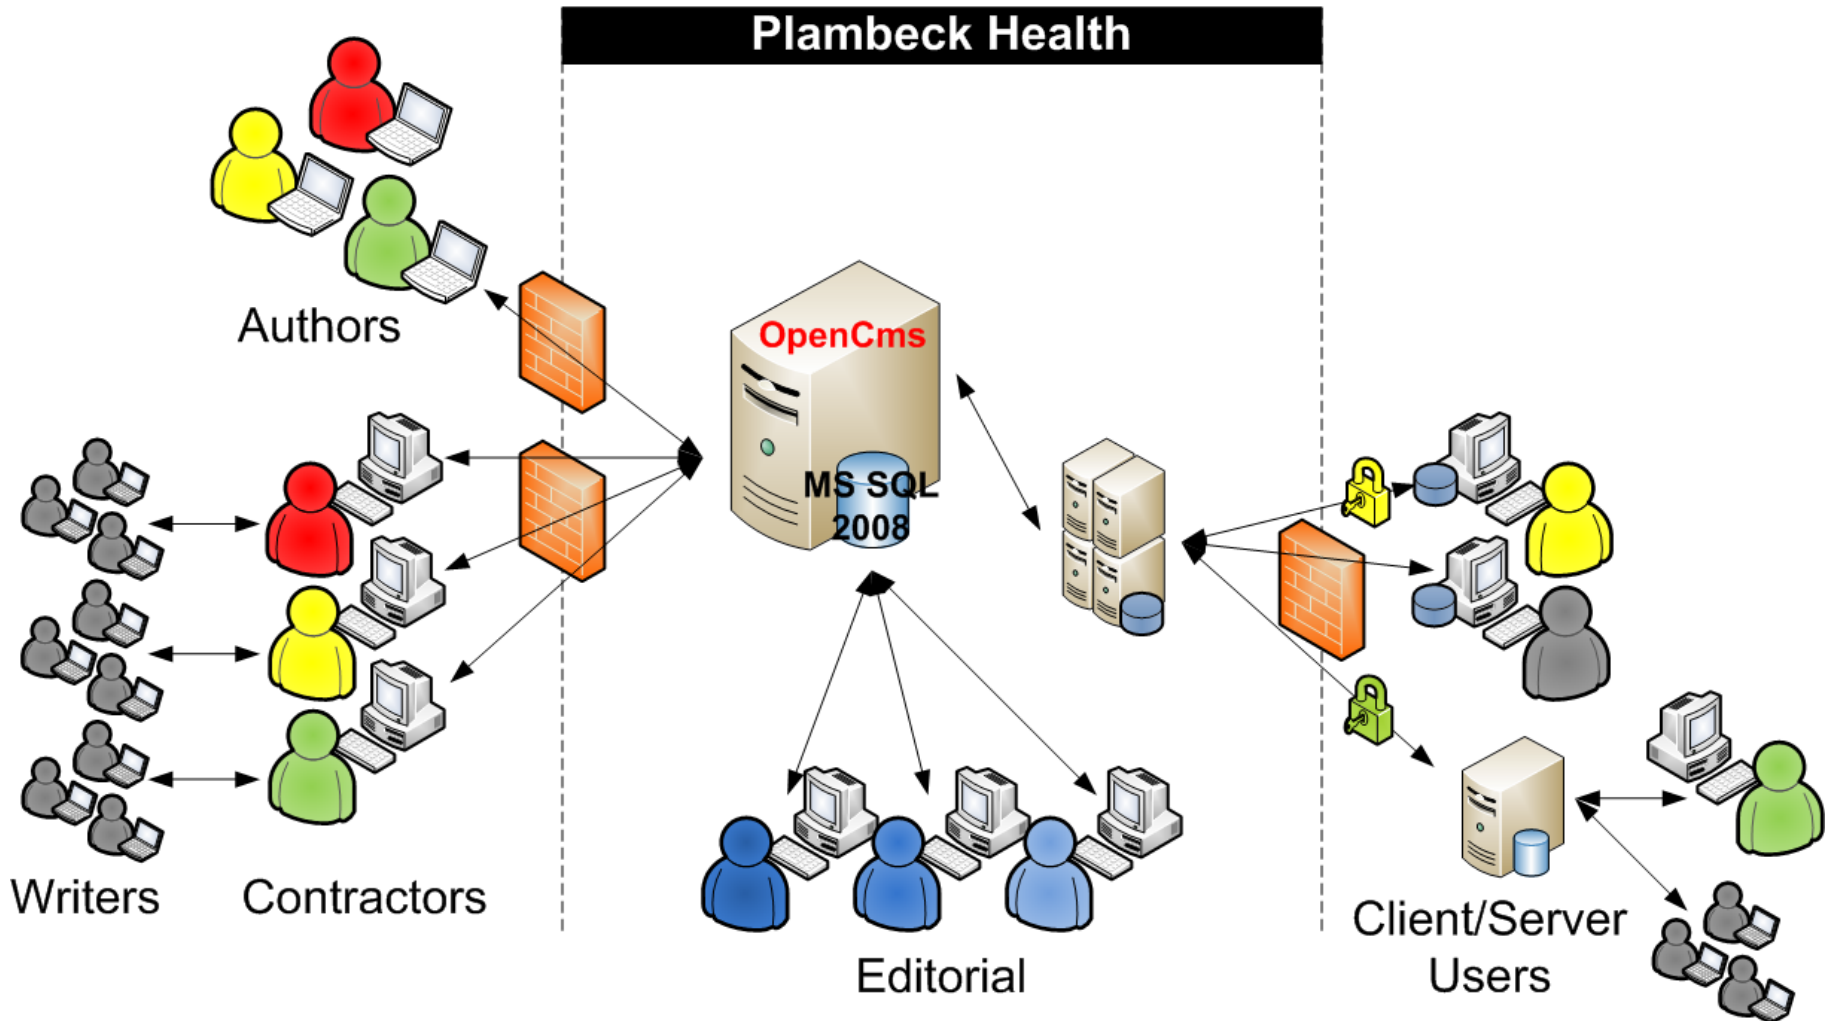 Plambeck Health
Authors
OpenCms
MS SQL
2008
Writers
Contractors
Editorial
Client/Server
Users